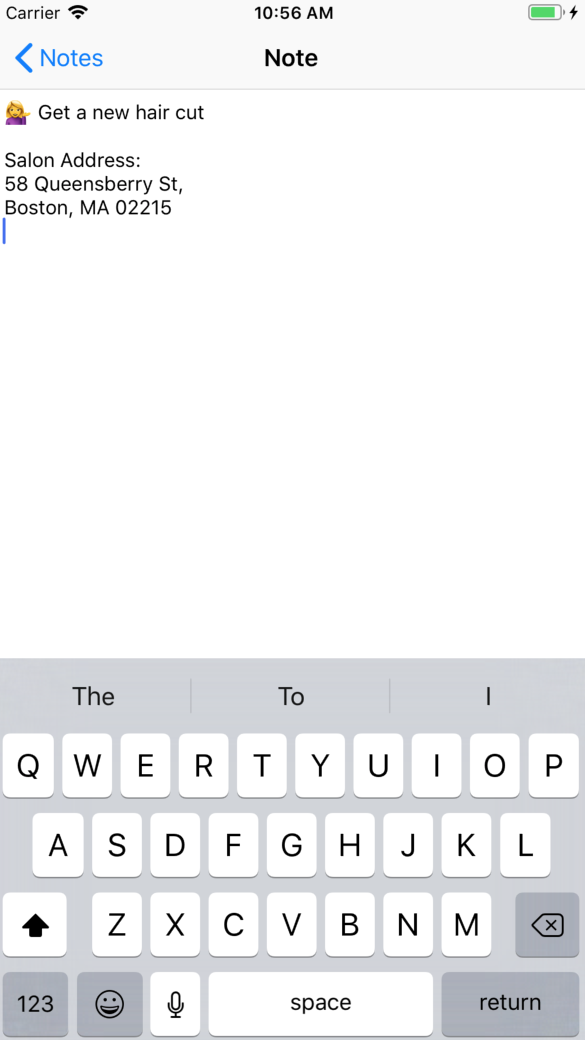 Carrier 10:56 AM
Notes Note
💁‍♀️ Get a new hair cut
Salon Address:
58 Queensberry St,
Boston, MA 02215
The To I
Q W E R T Y U I O P
A S D F G H J K L
Z X C V B N M
123 space return